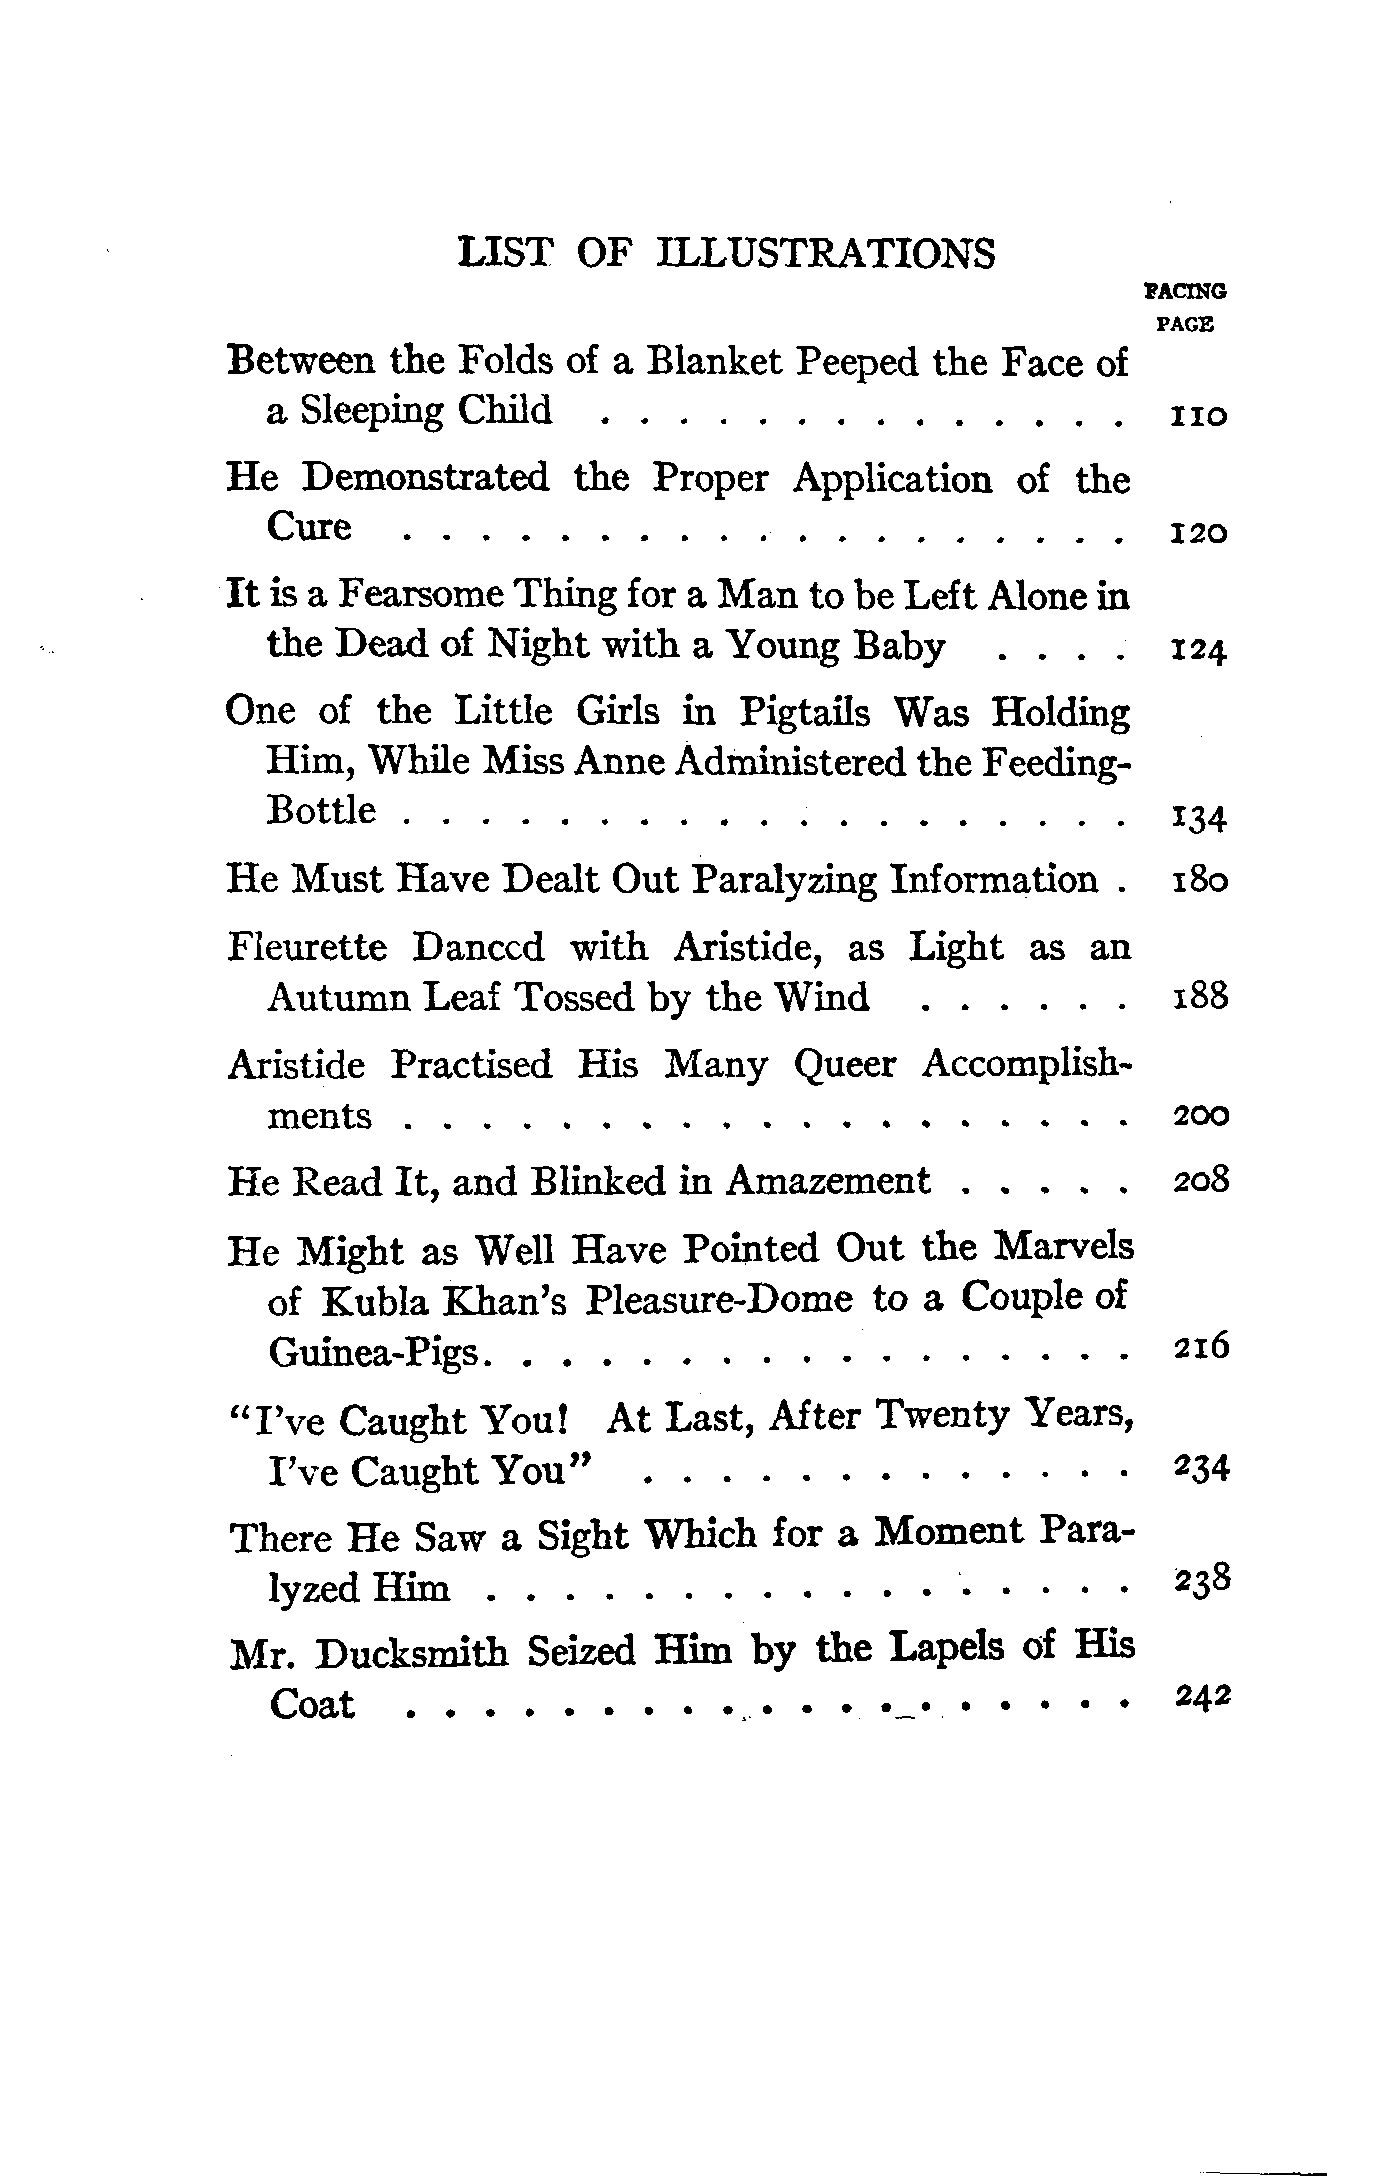 LIST OF ILLUSTRATIONS
FACING
PAGE
Between the Folds of a Blanket Peeped the Face of
a Sleeping Child . . . . . . . . . . . . . . 110
He Demonstrated the Proper Application of the
Cure . . . . . . . . . . . . . . . . . . . 120
It is a Fearsome Thing for a Man to be Left Alone in
the Dead of Night with a Young Baby . . . . 124
One of the Little Girls in Pigtails Was Holding
Him, While Miss Anne Administered the Feeding-
Bottle . . . . . . . . . . . . . . . . . . . 134
He Must Have Dealt Out Paralyzing Information . 180
Fleurette Danced with Aristide, as Light as an
Autumn Leaf Tossed by the Wind . . . . . . 188
Aristide Practised His Many Queer Accomplish-
ments . . . . . . . . . . . . . . . . . . . 200
He Read It, and Blinked in Amazement . . . . . 208
He Might as Well Have Pointed Out the Marvels
of Kubla Khan's Pleasure-Dome to a Couple of
Guinea-Pigs. . . . . . . . . . . . . . . . . 216
"I've Caught You! At Last, After Twenty Years,
I've Caught You" . . . . . . . . . . . . . 234
There He Saw a Sight Which for a Moment Para-
lyzed Him . . . . . . . . . . . . . . . . . 238
Mr. Ducksmith Seized Him by the Lapels of His
Coat . . . . . . . . . . . . . . . . . . . 242